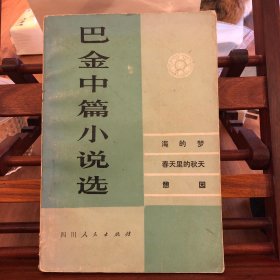 巴金中篇小说选
海的梦
春天里的秋天
憩园
四川人民出版社